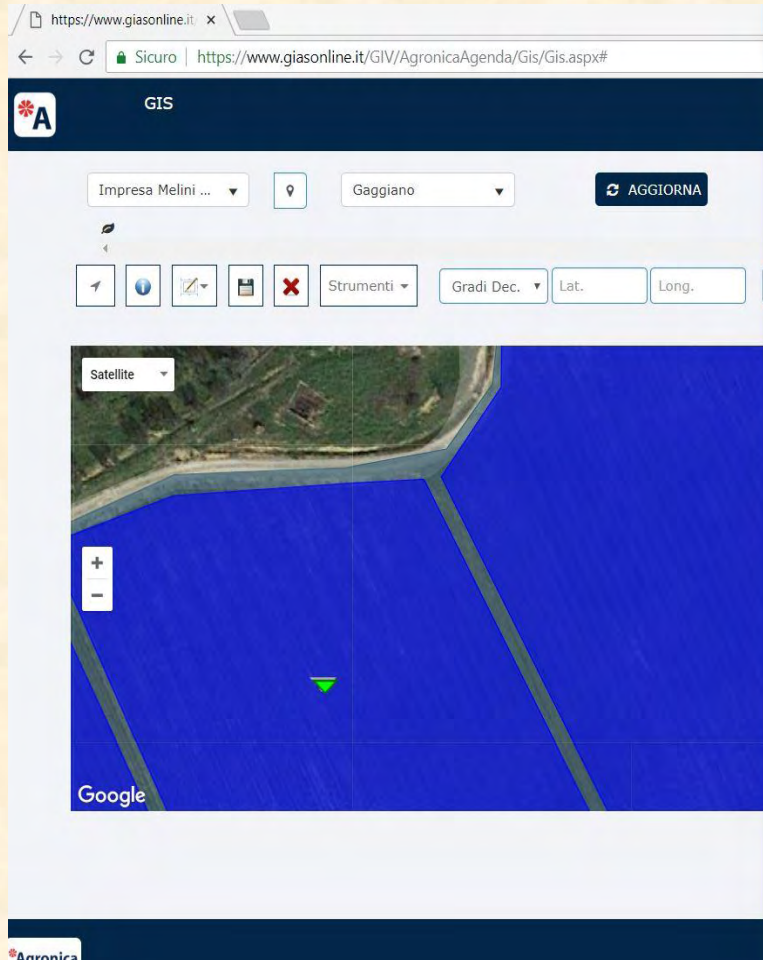 https://www.giasonline.it x
Sicuro | https://www.giasonline.it/GIV/AgronicaAgenda/Gis/Gis.aspx#
*A GIS
Impresa Melini ... Gaggiano AGGIORNA
Strumenti Gradi Dec. Lat. Long.
Satellite
+
−
Google
*Agronica